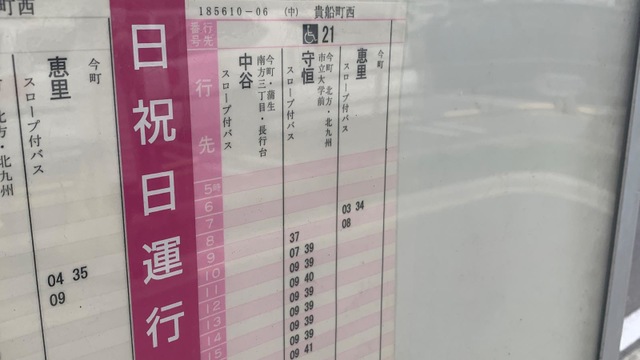 町西
185610-06 (中) 貴船町西
恵里
今町
スロープ付バス
北方・北九州
04 35
09
日祝日運行
行先番号
21
行先
中谷
南方三丁目・長行台
今町・蒲生
スロープ付バス
守恒
市立大学前
今町・北方・北九州
スロープ付バス
恵里
今町
スロープ付バス
5時
6 03 34
7 37 08
8 07 39
9 09 39
10 09 40
11 09 39
12 09 39
13 09 39
14 09 39
15 09 41